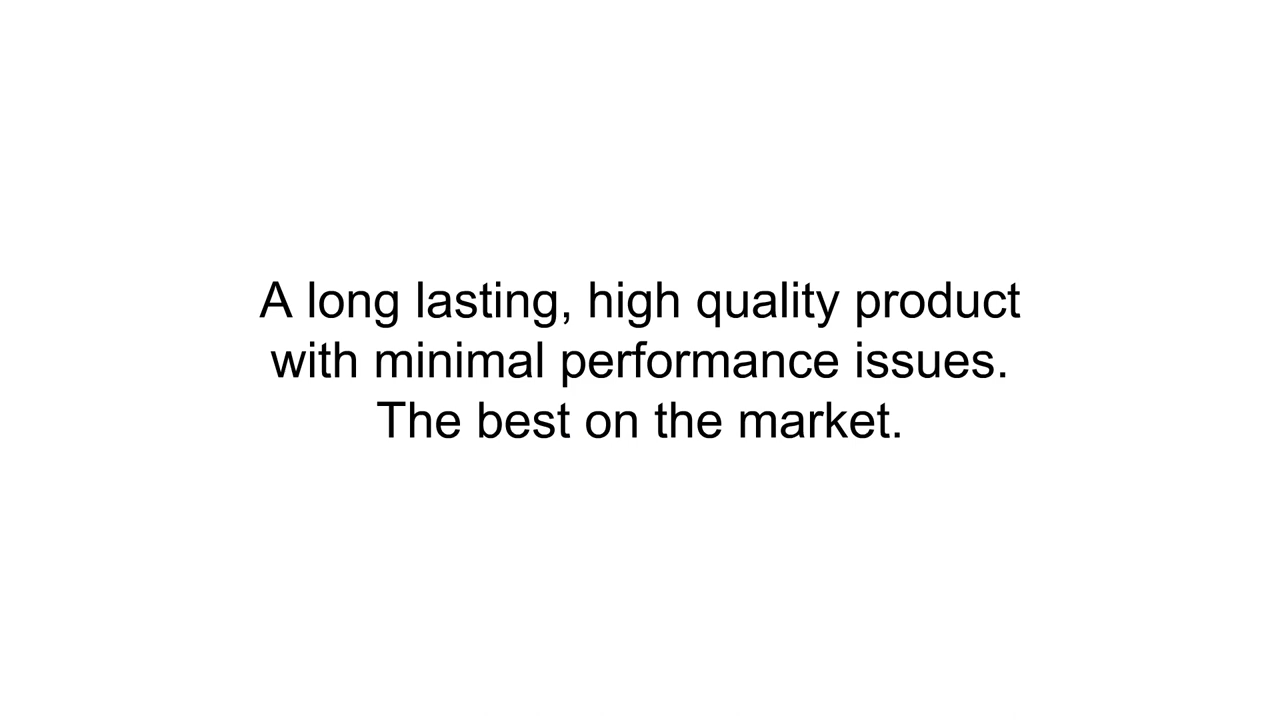 A long lasting, high quality product
with minimal performance issues.
The best on the market.